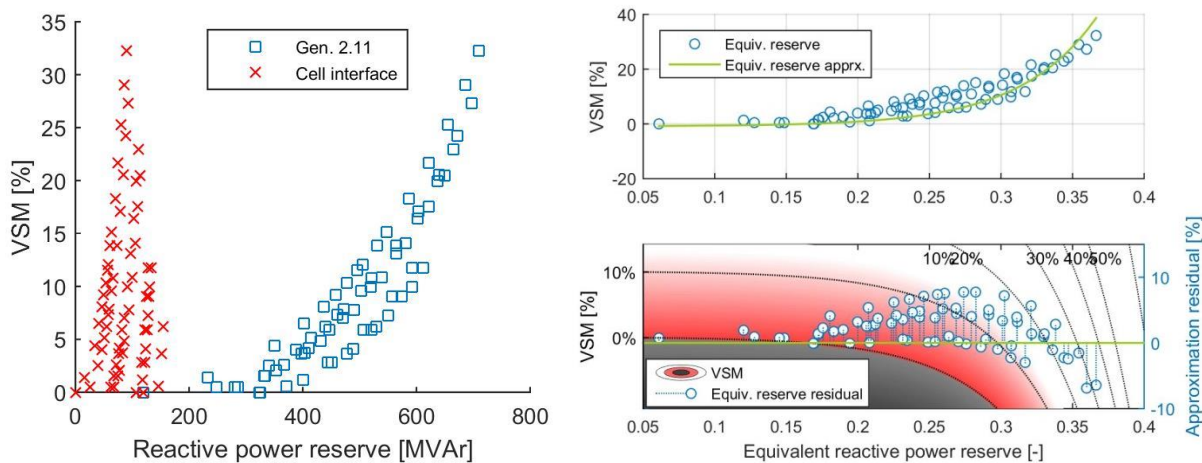 35
30
25
20
15
10
5
0
VSM [%]
Gen. 2.11
Cell interface
0 200 400 600 800
Reactive power reserve [MVAr]
40
20
0
-20
VSM [%]
Equiv. reserve
Equiv. reserve apprx.
0.05 0.1 0.15 0.2 0.25 0.3 0.35 0.4
10%
0%
VSM [%]
10% 20% 30% 40% 50%
VSM
Equiv. reserve residual
10
0
-10
Approximation residual [%]
0.05 0.1 0.15 0.2 0.25 0.3 0.35 0.4
Equivalent reactive power reserve [-]